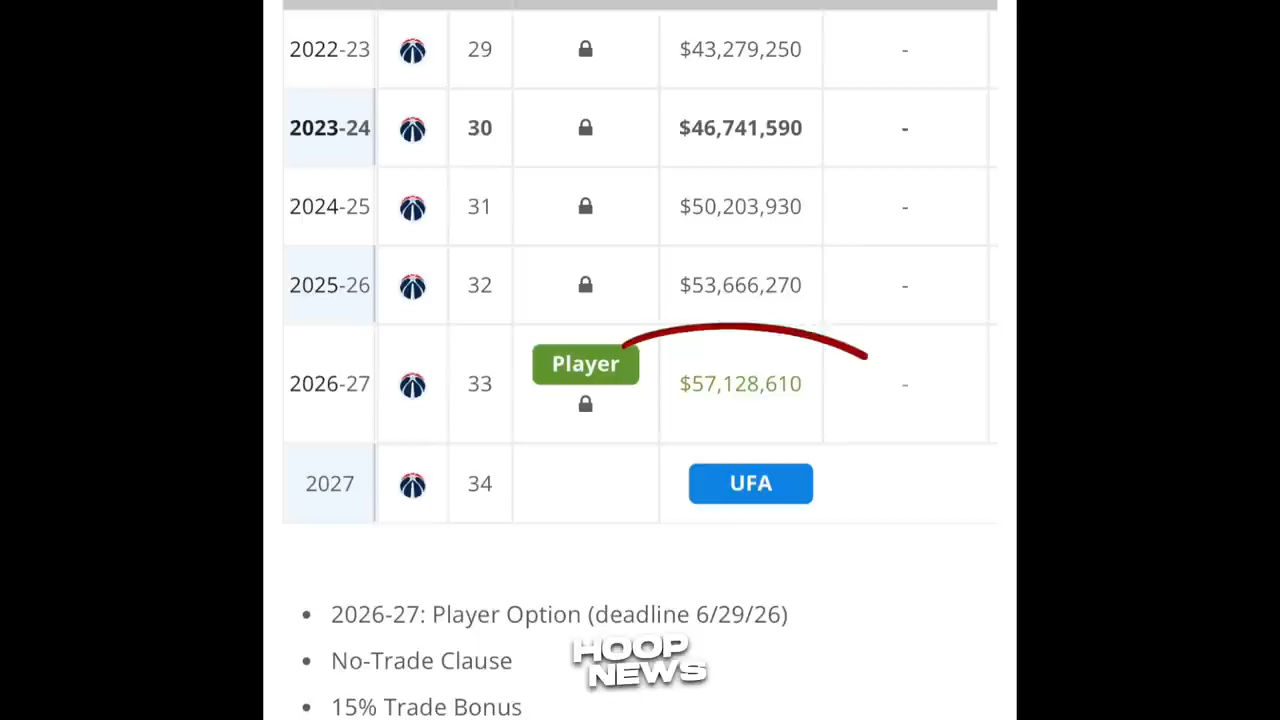 2022-23 29 $43,279,250 -
2023-24 30 $46,741,590 -
2024-25 31 $50,203,930 -
2025-26 32 $53,666,270 -
Player
2026-27 33 $57,128,610 -
2027 34 UFA
• 2026-27: Player Option (deadline 6/29/26)
HOOP
• No-Trade Clause
NEWS
• 15% Trade Bonus